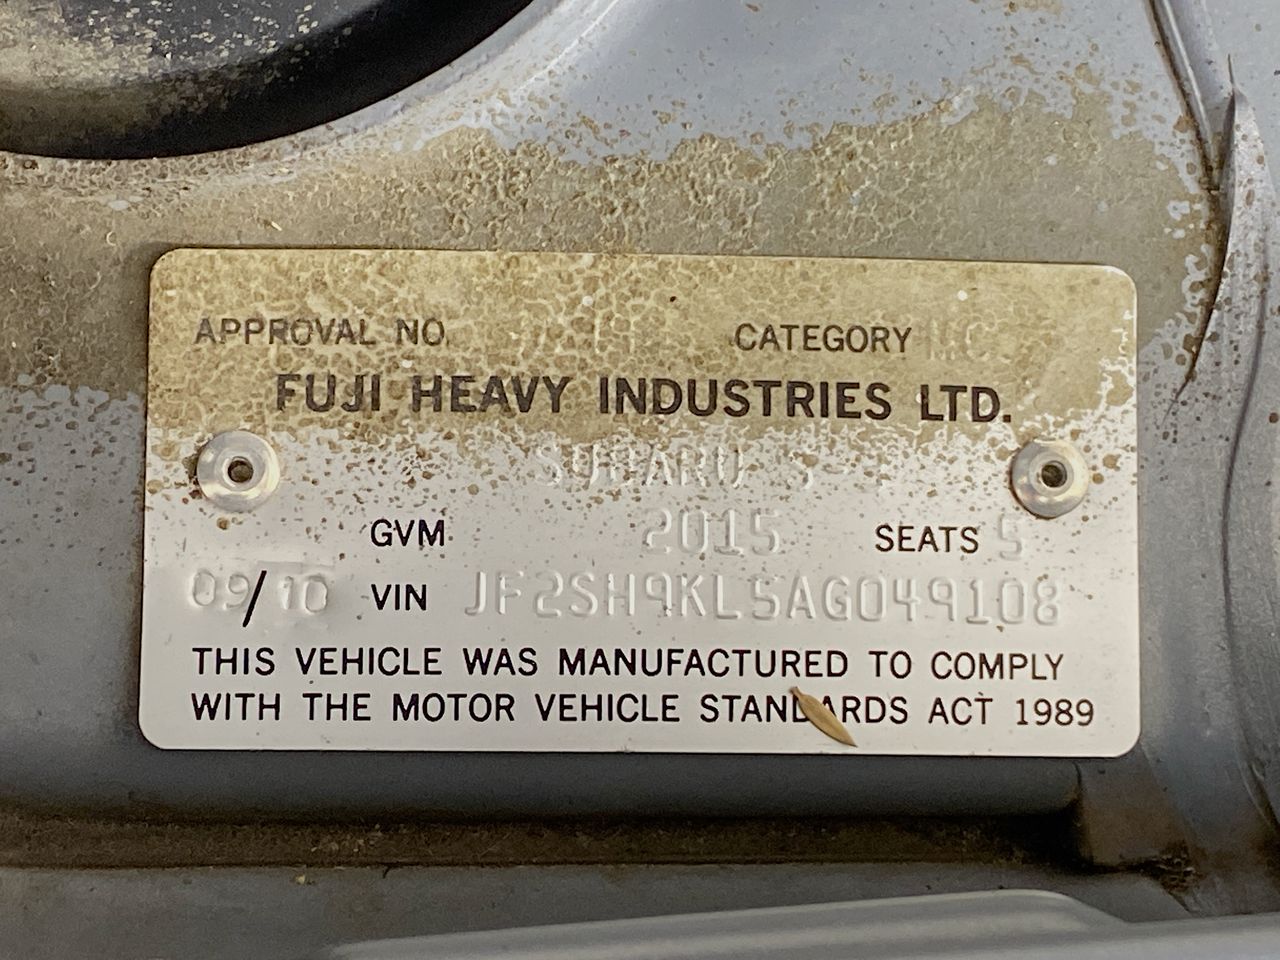 APPROVAL NO. CATEGORY
FUJI HEAVY INDUSTRIES LTD.
SUBARU S
GVM 2015 SEATS 5
09/10 VIN JF2SH9KL5AG049108
THIS VEHICLE WAS MANUFACTURED TO COMPLY
WITH THE MOTOR VEHICLE STANDARDS ACT 1989